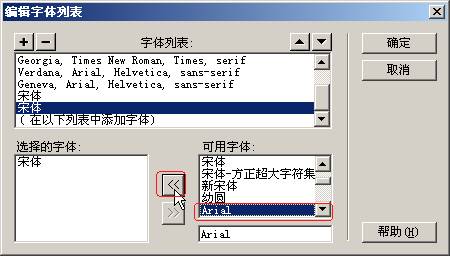 编辑字体列表
字体列表:
确定
取消
Georgia, Times New Roman, Times, serif
Verdana, Arial, Helvetica, sans-serif
Geneva, Arial, Helvetica, sans-serif
宋体
宋体
(在以下列表中添加字体)
选择的字体:
可用字体:
宋体
宋体
宋体-方正超大字符集
新宋体
幼圆
Arial
<<
>>
Arial
帮助(H)